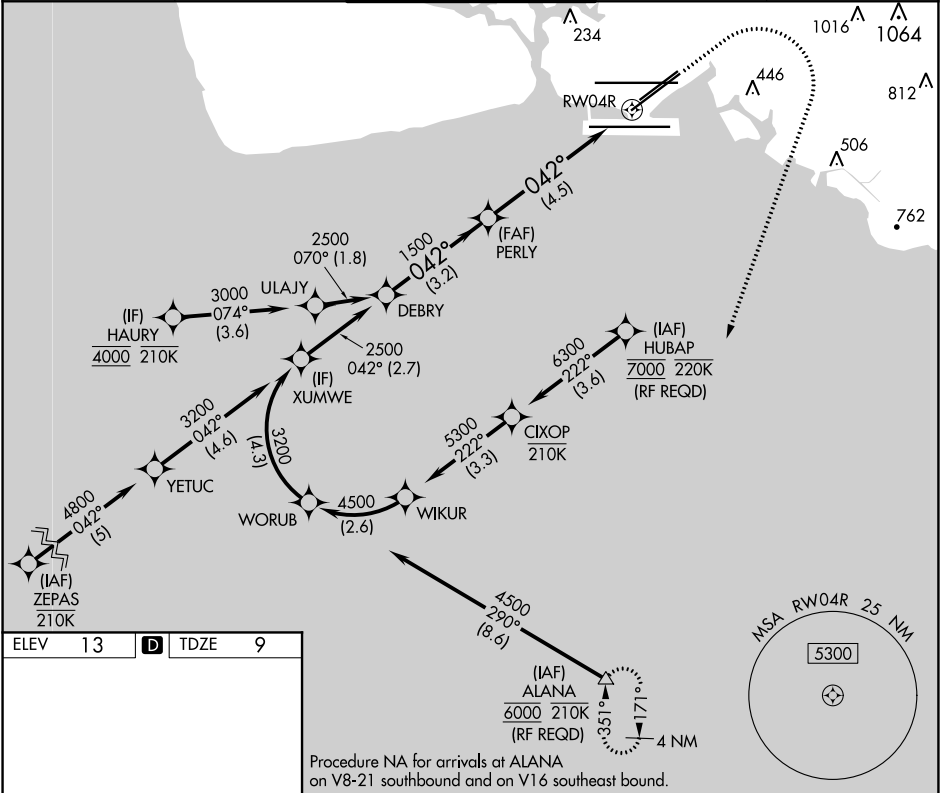 234
1016
1064
446
812
RW04R
506
762
042°
(4.5)
(FAF)
PERLY
1500
042°
(3.2)
2500
070° (1.8)
ULAJY
DEBRY
3000
074°
(3.6)
(IF)
HAURY
4000 210K
2500
042° (2.7)
(IF)
XUMWE
(IAF)
HUBAP
7000 220K
(RF REQD)
6300
222°
(3.6)
CIXOP
210K
5300
222°
(3.3)
3200
042°
(4.6)
3200
(4.3)
YETUC
WORUB
4500
(2.6)
WIKUR
4800
042°
(5)
(IAF)
ZEPAS
210K
4500
290°
(8.6)
(IAF)
ALANA
6000 210K
(RF REQD)
351°
171°
4 NM
MSA RW04R 25 NM
5300
ELEV 13 D TDZE 9
Procedure NA for arrivals at ALANA
on V8-21 southbound and on V16 southeast bound.